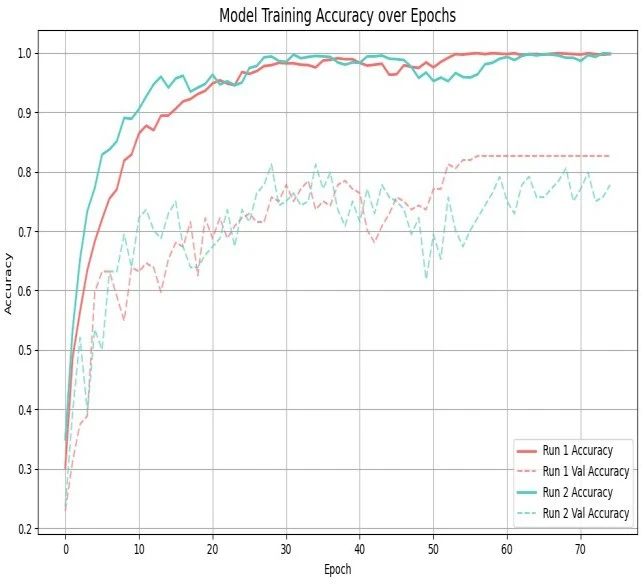 Model Training Accuracy over Epochs
Accuracy
1.0
0.9
0.8
0.7
0.6
0.5
0.4
0.3
0.2
0
10
20
30
40
50
60
70
Epoch
Run 1 Accuracy
Run 1 Val Accuracy
Run 2 Accuracy
Run 2 Val Accuracy